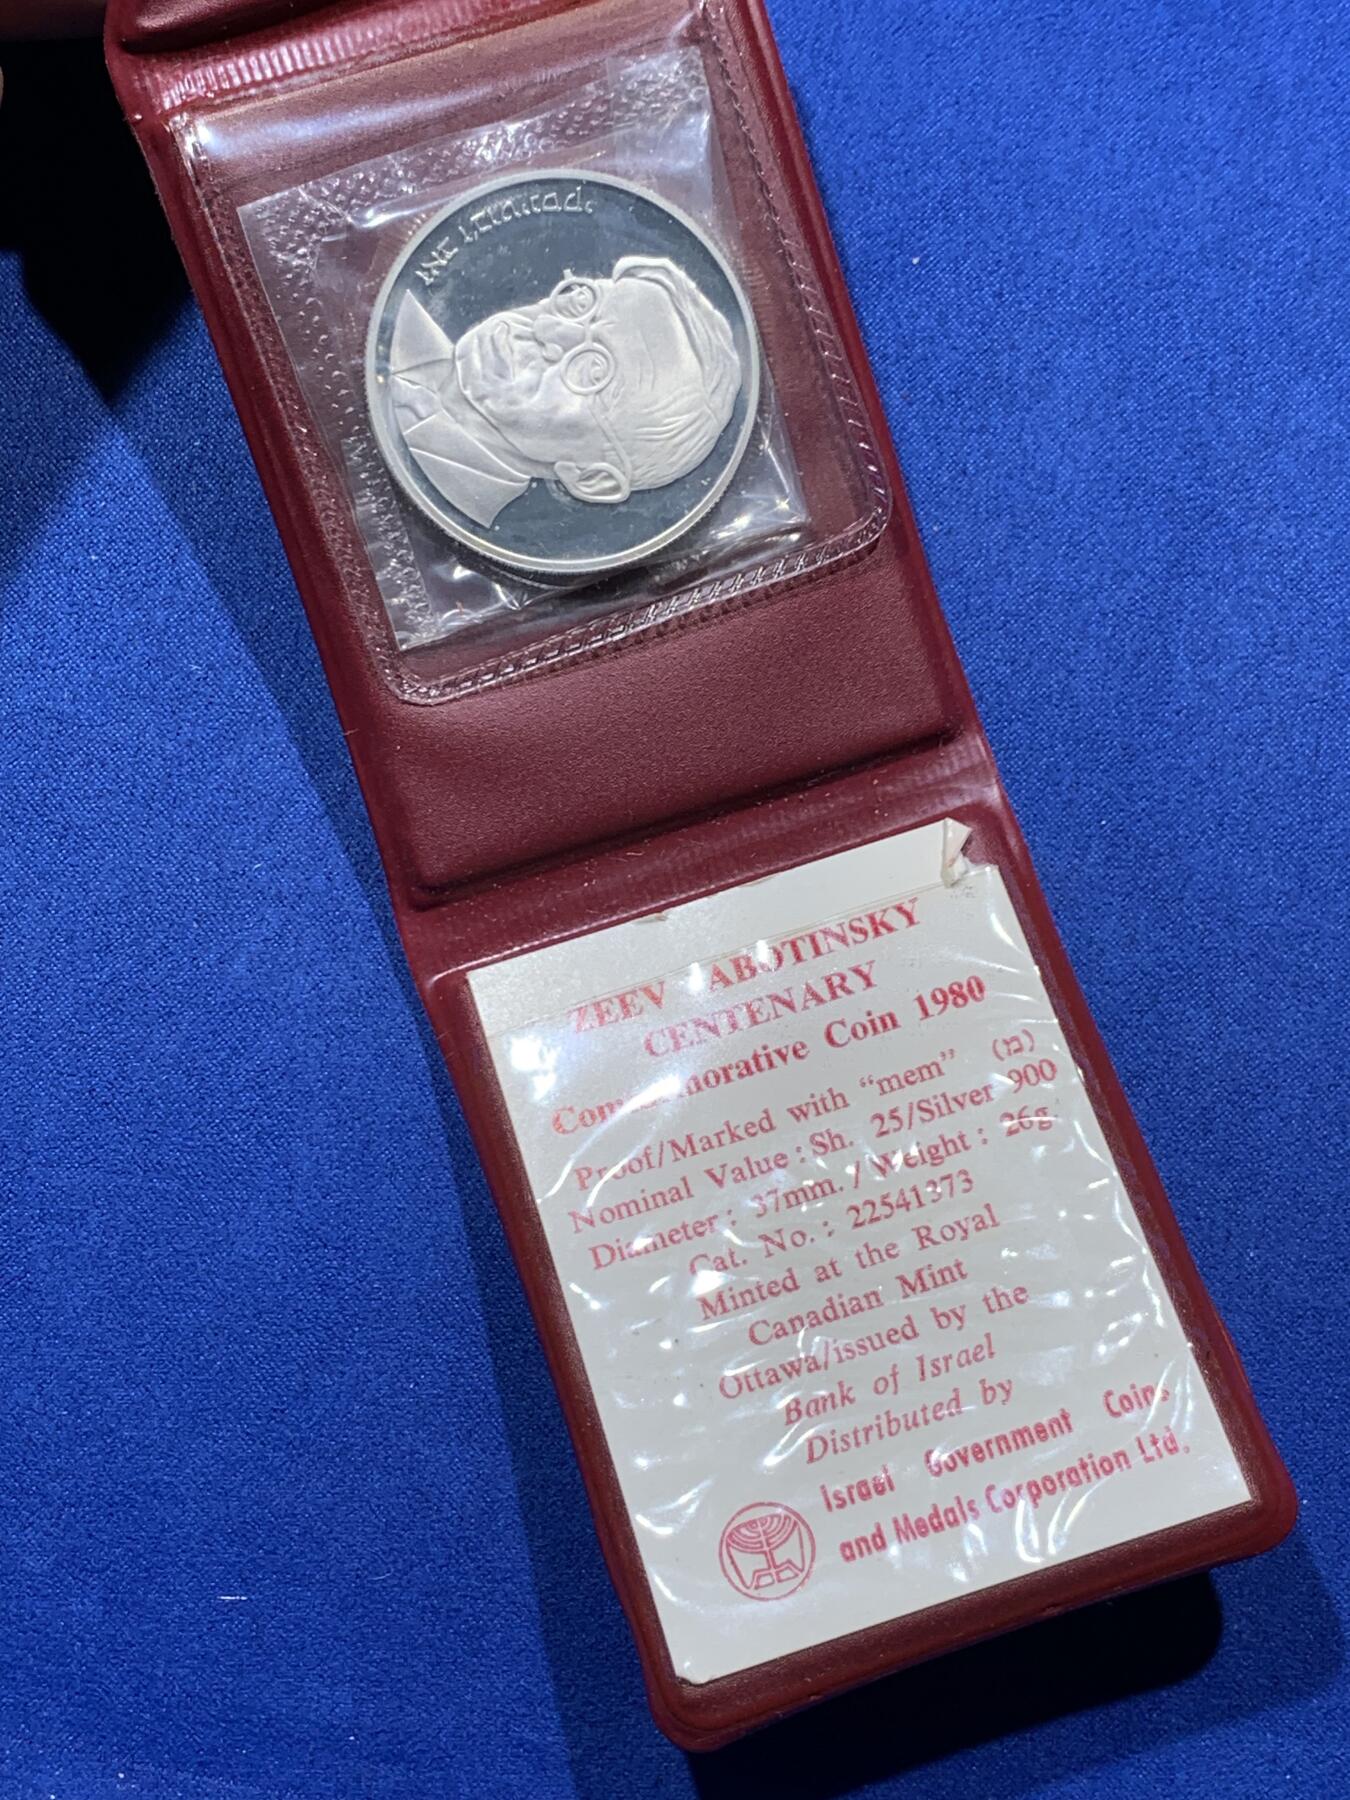 זאב ז'בוטינסקי
ZEEV ABOTINSKY
CENTENARY
Commemorative Coin 1980
Proof/Marked with “mem” (מ)
Nominal Value : Sh. 25/Silver 900
Diameter : 37mm. / Weight : 26g.
Cat. No. : 22541373
Minted at the Royal
Canadian Mint
Ottawa/issued by the
Bank of Israel
Distributed by
Israel Government Coins
and Medals Corporation Ltd.